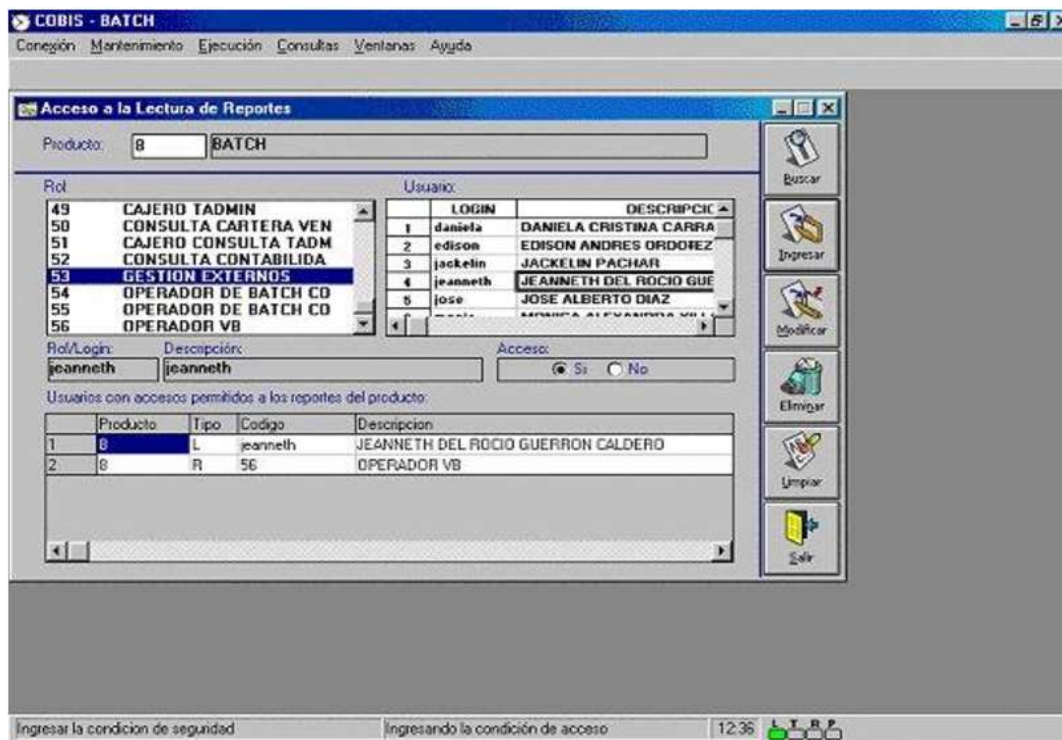 COBIS - BATCH
Conexión Mantenimiento Ejecución Consultas Ventanas Ayuda
Acceso a la Lectura de Reportes
Producto: 8 BATCH
Buscar
Rol
Usuario:
49 CAJERO TADMIN
50 CONSULTA CARTERA VEN
51 CAJERO CONSULTA TADM
52 CONSULTA CONTABILIDA
53 GESTION EXTERNOS
54 OPERADOR DE BATCH CO
55 OPERADOR DE BATCH CO
56 OPERADOR VB
LOGIN DESCRIPCIC
1 daniela DANIELA CRISTINA CARRA
2 edison EDISON ANDRES ORDOÑEZ
3 jackelin JACKELIN PACHAR
4 jeanneth JEANNETH DEL ROCIO GUE
5 jose JOSE ALBERTO DIAZ
Ingresar
Modificar
Rol/Login: Descripción: Acceso:
jeanneth jeanneth Si No
Eliminar
Usuarios con accesos permitidos a los reportes del producto:
Producto Tipo Codigo Descripcion
1 8 L jeanneth JEANNETH DEL ROCIO GUERRON CALDERO
2 8 R 56 OPERADOR VB
Limpiar
Salir
Ingresar la condicion de seguridad Ingresando la condición de acceso 12:36 L T R P